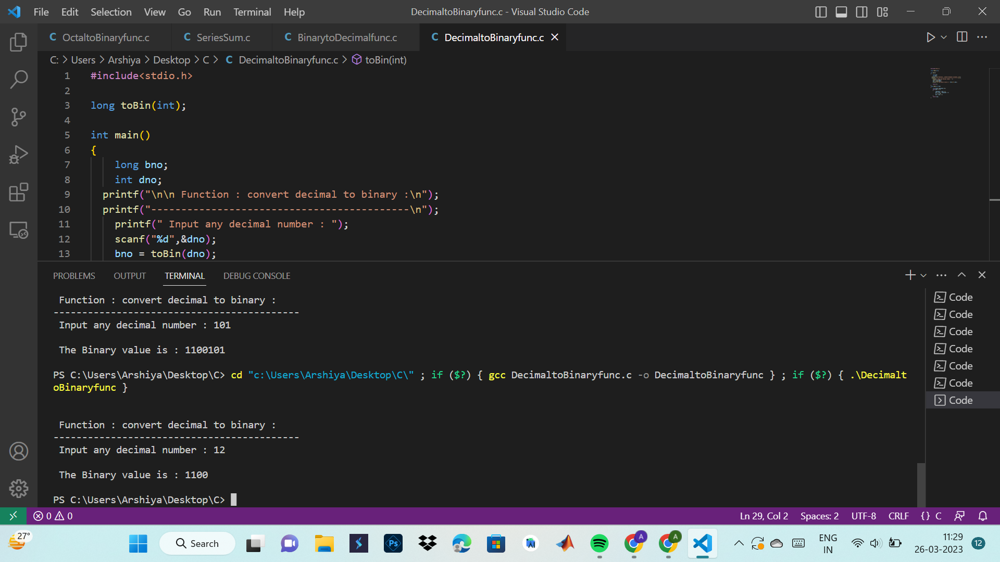 File Edit Selection View Go Run Terminal Help DecimaltoBinaryfunc.c - Visual Studio Code
C OctaltoBinaryfunc.c C SeriesSum.c C BinarytoDecimalfunc.c C DecimaltoBinaryfunc.c
C: > Users > Arshiya > Desktop > C > C DecimaltoBinaryfunc.c > toBin(int)
1 #include<stdio.h>
2
3 long toBin(int);
4
5 int main()
6 {
7 long bno;
8 int dno;
9 printf("\n\n Function : convert decimal to binary :\n");
10 printf("-------------------------------------------\n");
11 printf(" Input any decimal number : ");
12 scanf("%d",&dno);
13 bno = toBin(dno);
PROBLEMS OUTPUT TERMINAL DEBUG CONSOLE
Function : convert decimal to binary :
-------------------------------------------
Input any decimal number : 101
The Binary value is : 1100101
PS C:\Users\Arshiya\Desktop\C> cd "c:\Users\Arshiya\Desktop\C\" ; if ($?) { gcc DecimaltoBinaryfunc.c -o DecimaltoBinaryfunc } ; if ($?) { .\Decimalt
oBinaryfunc }
Function : convert decimal to binary :
-------------------------------------------
Input any decimal number : 12
The Binary value is : 1100
PS C:\Users\Arshiya\Desktop\C>
Code
Code
Code
Code
Code
Code
Code
0 0 Ln 29, Col 2 Spaces: 2 UTF-8 CRLF {} C
27° Search Ps A A ENG 11:29
IN 26-03-2023 12